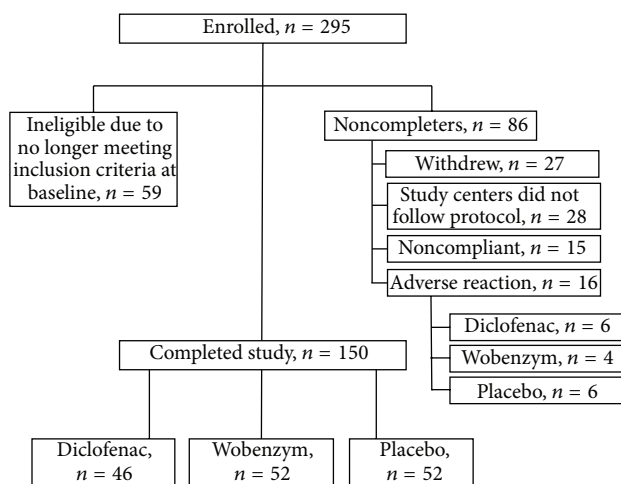 Enrolled, n = 295
Ineligible due to
no longer meeting
inclusion criteria at
baseline, n = 59
Noncompleters, n = 86
Withdrew, n = 27
Study centers did not
follow protocol, n = 28
Noncompliant, n = 15
Adverse reaction, n = 16
Diclofenac, n = 6
Wobenzym, n = 4
Placebo, n = 6
Completed study, n = 150
Diclofenac,
n = 46
Wobenzym,
n = 52
Placebo,
n = 52